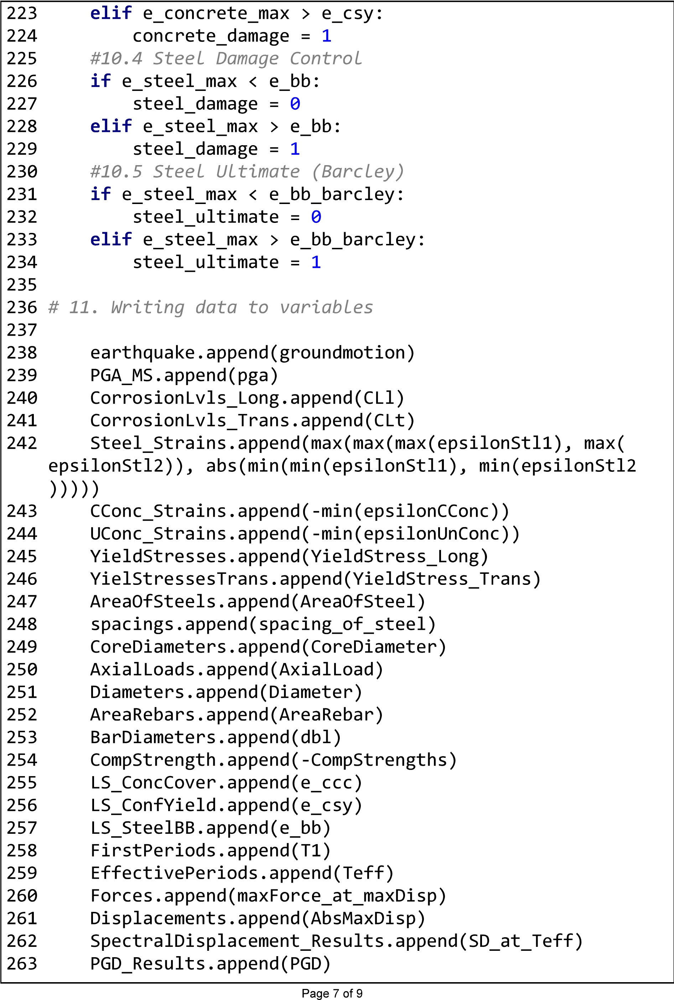 223     elif e_concrete_max > e_csy:
224         concrete_damage = 1
225     #10.4 Steel Damage Control
226     if e_steel_max < e_bb:
227         steel_damage = 0
228     elif e_steel_max > e_bb:
229         steel_damage = 1
230     #10.5 Steel Ultimate (Barcley)
231     if e_steel_max < e_bb_barcley:
232         steel_ultimate = 0
233     elif e_steel_max > e_bb_barcley:
234         steel_ultimate = 1
235
236 # 11. Writing data to variables
237
238     earthquake.append(groundmotion)
239     PGA_MS.append(pga)
240     CorrosionLvls_Long.append(CLl)
241     CorrosionLvls_Trans.append(CLt)
242     Steel_Strains.append(max(max(max(epsilonStl1), max(
    epsilonStl2)), abs(min(min(epsilonStl1), min(epsilonStl2
    )))))
243     CConc_Strains.append(-min(epsilonCConc))
244     UConc_Strains.append(-min(epsilonUnConc))
245     YieldStresses.append(YieldStress_Long)
246     YielStressesTrans.append(YieldStress_Trans)
247     AreaOfSteels.append(AreaOfSteel)
248     spacings.append(spacing_of_steel)
249     CoreDiameters.append(CoreDiameter)
250     AxialLoads.append(AxialLoad)
251     Diameters.append(Diameter)
252     AreaRebars.append(AreaRebar)
253     BarDiameters.append(dbl)
254     CompStrength.append(-CompStrengths)
255     LS_ConcCover.append(e_ccc)
256     LS_ConfYield.append(e_csy)
257     LS_SteelBB.append(e_bb)
258     FirstPeriods.append(T1)
259     EffectivePeriods.append(Teff)
260     Forces.append(maxForce_at_maxDisp)
261     Displacements.append(AbsMaxDisp)
262     SpectralDisplacement_Results.append(SD_at_Teff)
263     PGD_Results.append(PGD)
Page 7 of 9